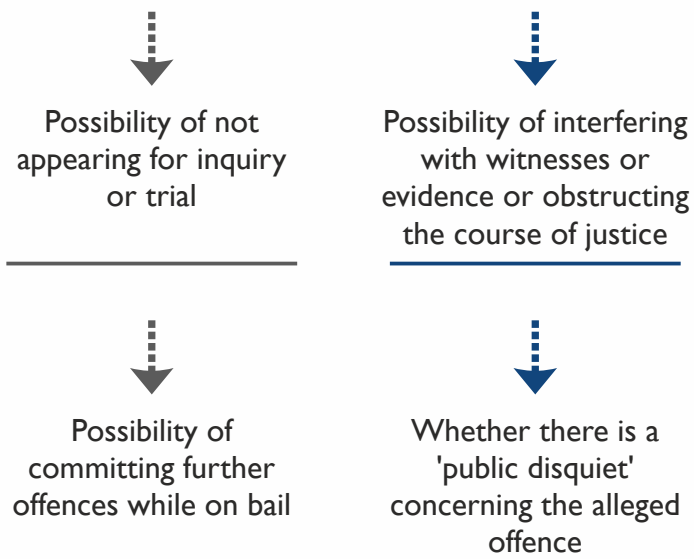 Possibility of not
appearing for inquiry
or trial
Possibility of interfering
with witnesses or
evidence or obstructing
the course of justice
Possibility of
committing further
offences while on bail
Whether there is a
'public disquiet'
concerning the alleged
offence